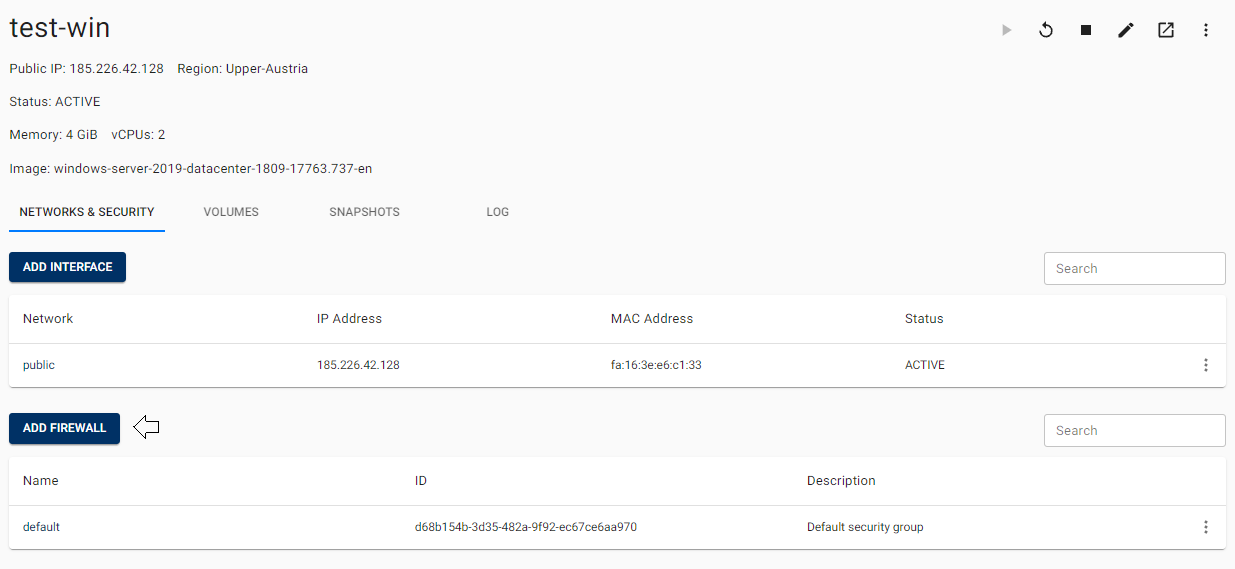 test-win
Public IP: 185.226.42.128 Region: Upper-Austria
Status: ACTIVE
Memory: 4 GiB vCPUs: 2
Image: windows-server-2019-datacenter-1809-17763.737-en
NETWORKS & SECURITY VOLUMES SNAPSHOTS LOG
ADD INTERFACE Search
Network IP Address MAC Address Status
public 185.226.42.128 fa:16:3e:e6:c1:33 ACTIVE
ADD FIREWALL Search
Name ID Description
default d68b154b-3d35-482a-9f92-ec67ce6aa970 Default security group